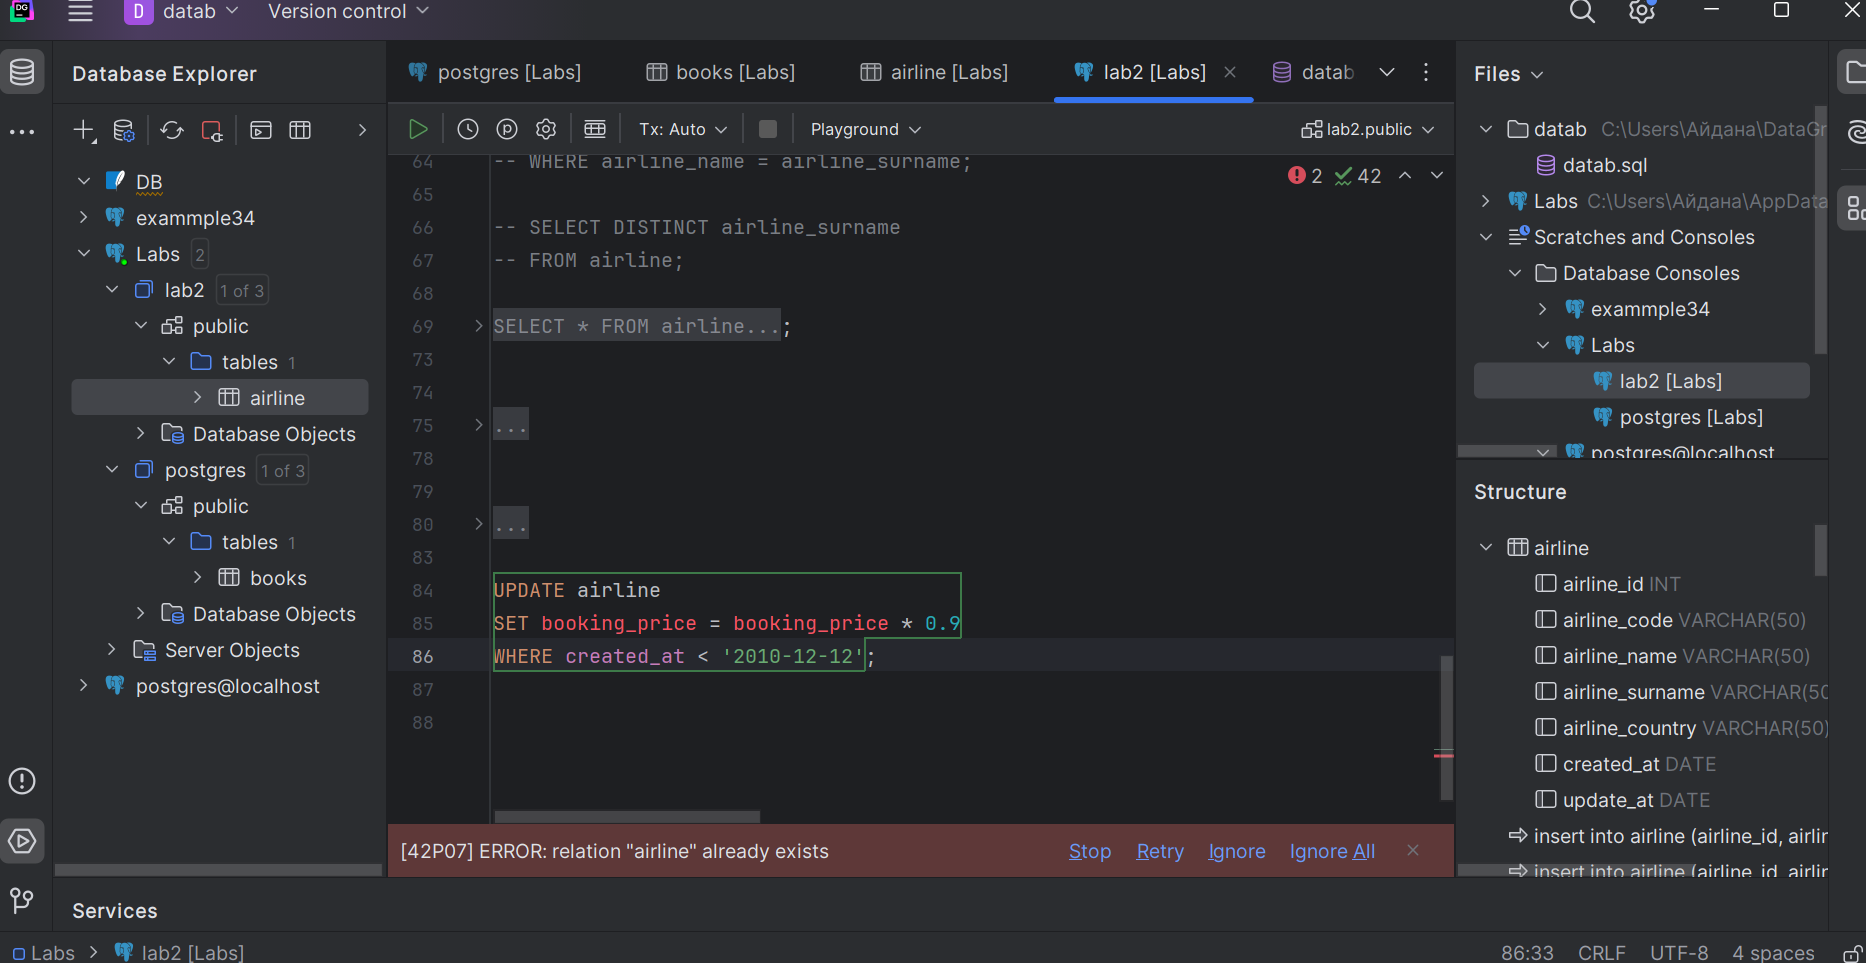 DG
D datab Version control
Database Explorer
postgres [Labs] books [Labs] airline [Labs] lab2 [Labs] datab
Tx: Auto Playground lab2.public
2 42
DB
exammple34
Labs 2
lab2 1 of 3
public
tables 1
airline
Database Objects
postgres 1 of 3
public
tables 1
books
Database Objects
Server Objects
postgres@localhost
64 -- WHERE airline_name = airline_surname;
65
66 -- SELECT DISTINCT airline_surname
67 -- FROM airline;
68
69 SELECT * FROM airline...;
73
74
75 ...
78
79
80 ...
83
84 UPDATE airline
85 SET booking_price = booking_price * 0.9
86 WHERE created_at < '2010-12-12';
87
88
[42P07] ERROR: relation "airline" already exists Stop Retry Ignore Ignore All
Files
datab C:\Users\Айдана\DataGr
datab.sql
Labs C:\Users\Айдана\AppData
Scratches and Consoles
Database Consoles
exammple34
Labs
lab2 [Labs]
postgres [Labs]
postgres@localhost
Structure
airline
airline_id INT
airline_code VARCHAR(50)
airline_name VARCHAR(50)
airline_surname VARCHAR(50
airline_country VARCHAR(50)
created_at DATE
update_at DATE
insert into airline (airline_id, airlin
insert into airline (airline_id, airlin
Services
Labs lab2 [Labs]
86:33 CRLF UTF-8 4 spaces